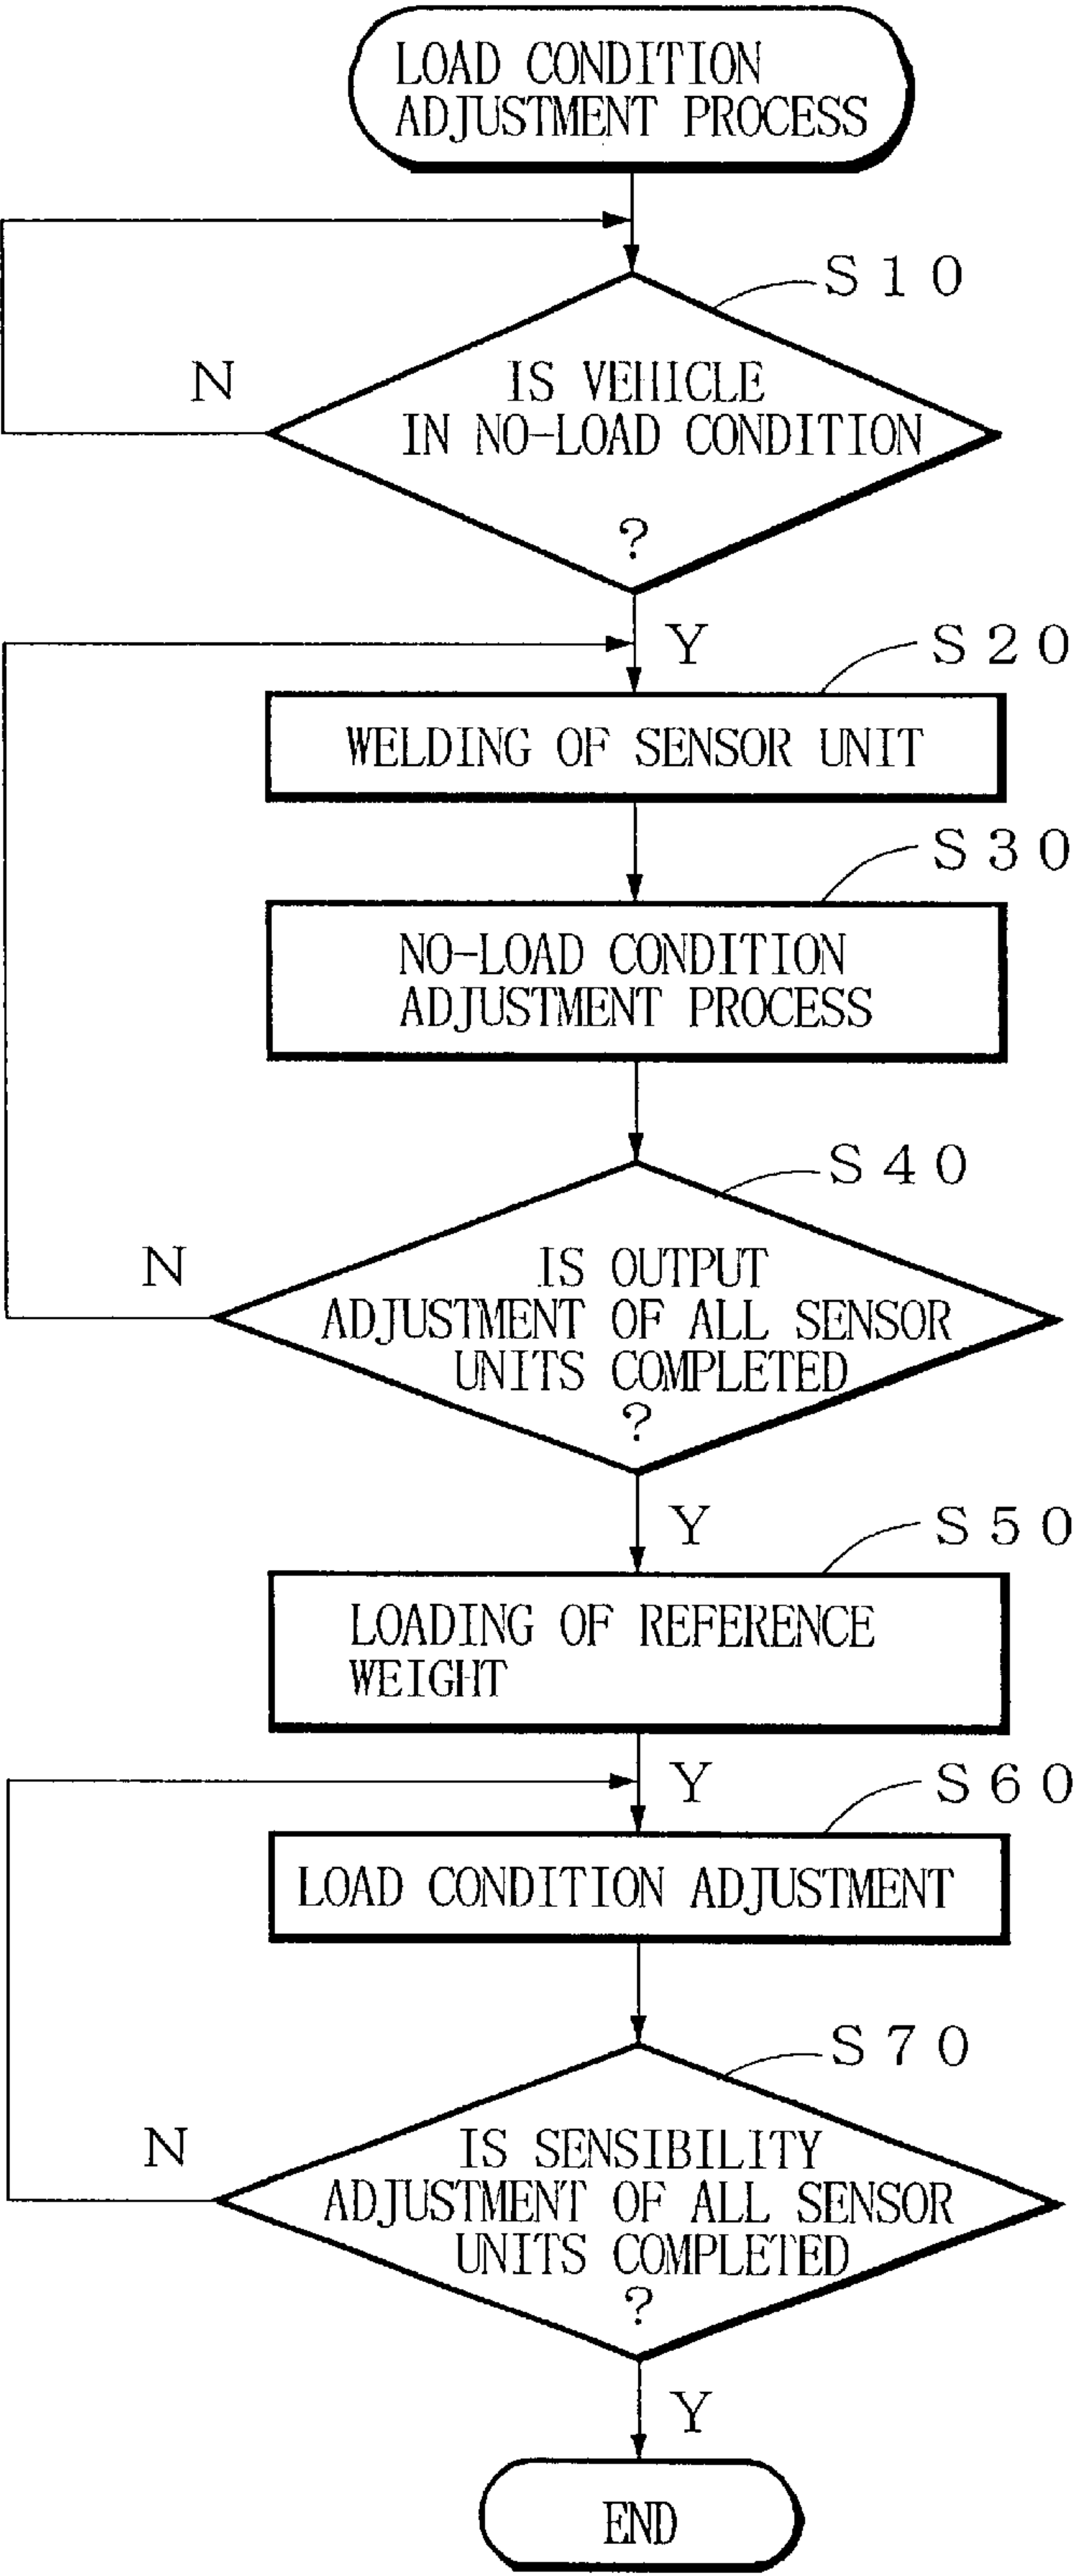 LOAD CONDITION
ADJUSTMENT PROCESS
S10
N
IS VEHICLE
IN NO-LOAD CONDITION
?
Y
S20
WELDING OF SENSOR UNIT
S30
NO-LOAD CONDITION
ADJUSTMENT PROCESS
S40
N
IS OUTPUT
ADJUSTMENT OF ALL SENSOR
UNITS COMPLETED
?
Y
S50
LOADING OF REFERENCE
WEIGHT
Y
S60
LOAD CONDITION ADJUSTMENT
S70
N
IS SENSIBILITY
ADJUSTMENT OF ALL SENSOR
UNITS COMPLETED
?
Y
END